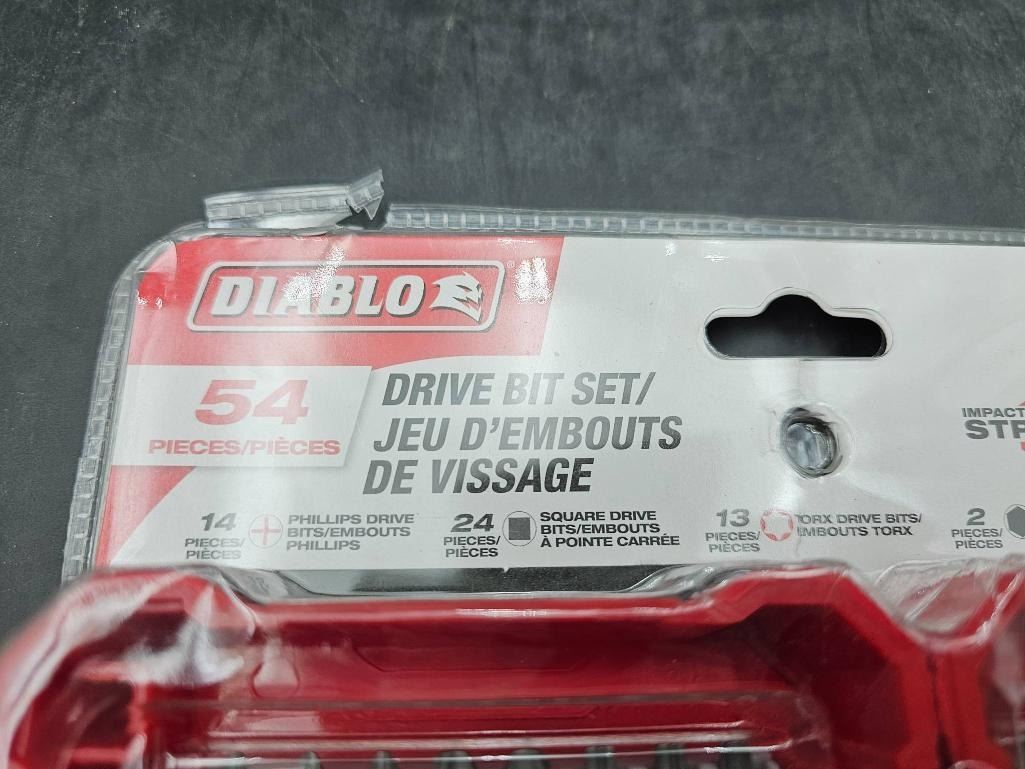 DIABLO
®
54
PIECES/PIÈCES
DRIVE BIT SET/
JEU D'EMBOUTS
DE VISSAGE
IMPACT
14
PIECES/
PIÈCES
PHILLIPS DRIVE
BITS/EMBOUTS
PHILLIPS
24
PIECES/
PIÈCES
SQUARE DRIVE
BITS/EMBOUTS
À POINTE CARRÉE
13
PIECES/
PIÈCES
TORX DRIVE BITS/
EMBOUTS TORX
2
PIECES/
PIÈCES